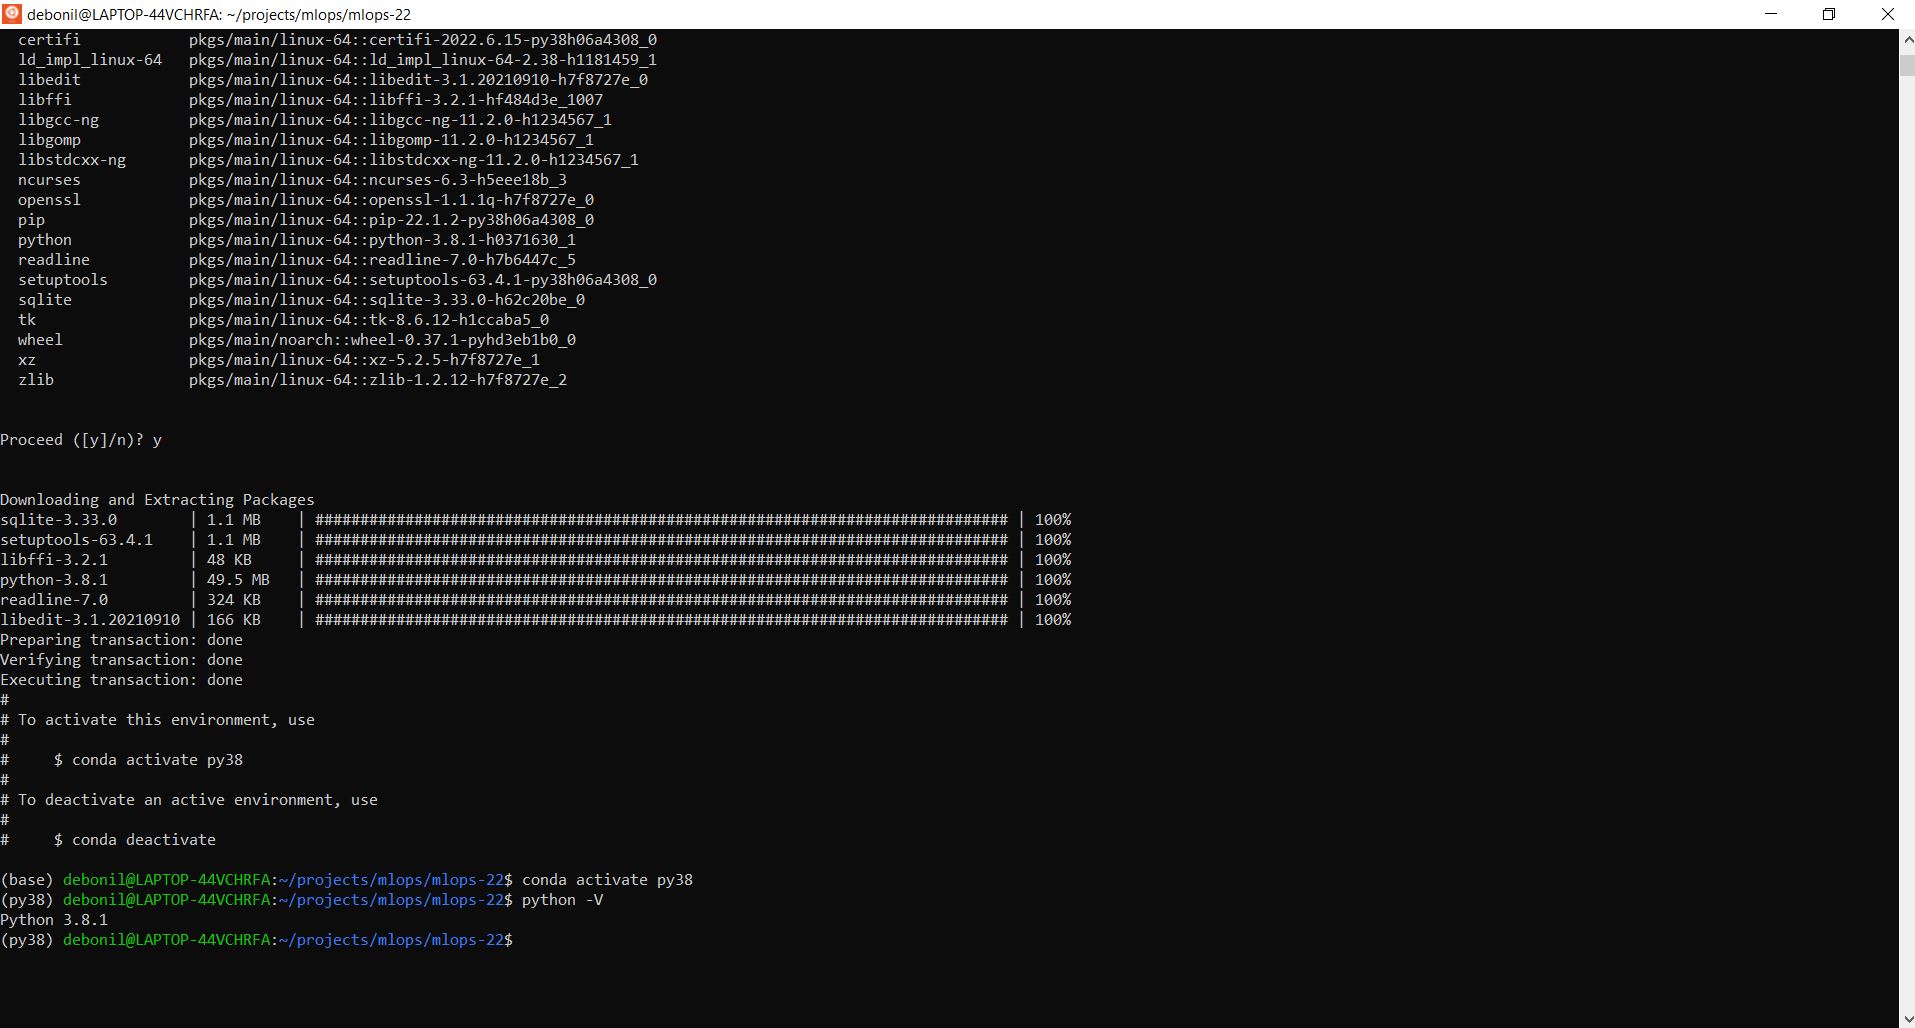 debonil@LAPTOP-44VCHRFA: ~/projects/mlops/mlops-22
certifi pkgs/main/linux-64::certifi-2022.6.15-py38h06a4308_0
ld_impl_linux-64 pkgs/main/linux-64::ld_impl_linux-64-2.38-h1181459_1
libedit pkgs/main/linux-64::libedit-3.1.20210910-h7f8727e_0
libffi pkgs/main/linux-64::libffi-3.2.1-hf484d3e_1007
libgcc-ng pkgs/main/linux-64::libgcc-ng-11.2.0-h1234567_1
libgomp pkgs/main/linux-64::libgomp-11.2.0-h1234567_1
libstdcxx-ng pkgs/main/linux-64::libstdcxx-ng-11.2.0-h1234567_1
ncurses pkgs/main/linux-64::ncurses-6.3-h5eee18b_3
openssl pkgs/main/linux-64::openssl-1.1.1q-h7f8727e_0
pip pkgs/main/linux-64::pip-22.1.2-py38h06a4308_0
python pkgs/main/linux-64::python-3.8.1-h0371630_1
readline pkgs/main/linux-64::readline-7.0-h7b6447c_5
setuptools pkgs/main/linux-64::setuptools-63.4.1-py38h06a4308_0
sqlite pkgs/main/linux-64::sqlite-3.33.0-h62c20be_0
tk pkgs/main/linux-64::tk-8.6.12-h1ccaba5_0
wheel pkgs/main/noarch::wheel-0.37.1-pyhd3eb1b0_0
xz pkgs/main/linux-64::xz-5.2.5-h7f8727e_1
zlib pkgs/main/linux-64::zlib-1.2.12-h7f8727e_2
Proceed ([y]/n)? y
Downloading and Extracting Packages
sqlite-3.33.0 | 1.1 MB | ############################################################################# | 100%
setuptools-63.4.1 | 1.1 MB | ############################################################################# | 100%
libffi-3.2.1 | 48 KB | ############################################################################# | 100%
python-3.8.1 | 49.5 MB | ############################################################################# | 100%
readline-7.0 | 324 KB | ############################################################################# | 100%
libedit-3.1.20210910 | 166 KB | ############################################################################# | 100%
Preparing transaction: done
Verifying transaction: done
Executing transaction: done
#
# To activate this environment, use
#
# $ conda activate py38
#
# To deactivate an active environment, use
#
# $ conda deactivate
(base) debonil@LAPTOP-44VCHRFA:~/projects/mlops/mlops-22$ conda activate py38
(py38) debonil@LAPTOP-44VCHRFA:~/projects/mlops/mlops-22$ python -V
Python 3.8.1
(py38) debonil@LAPTOP-44VCHRFA:~/projects/mlops/mlops-22$